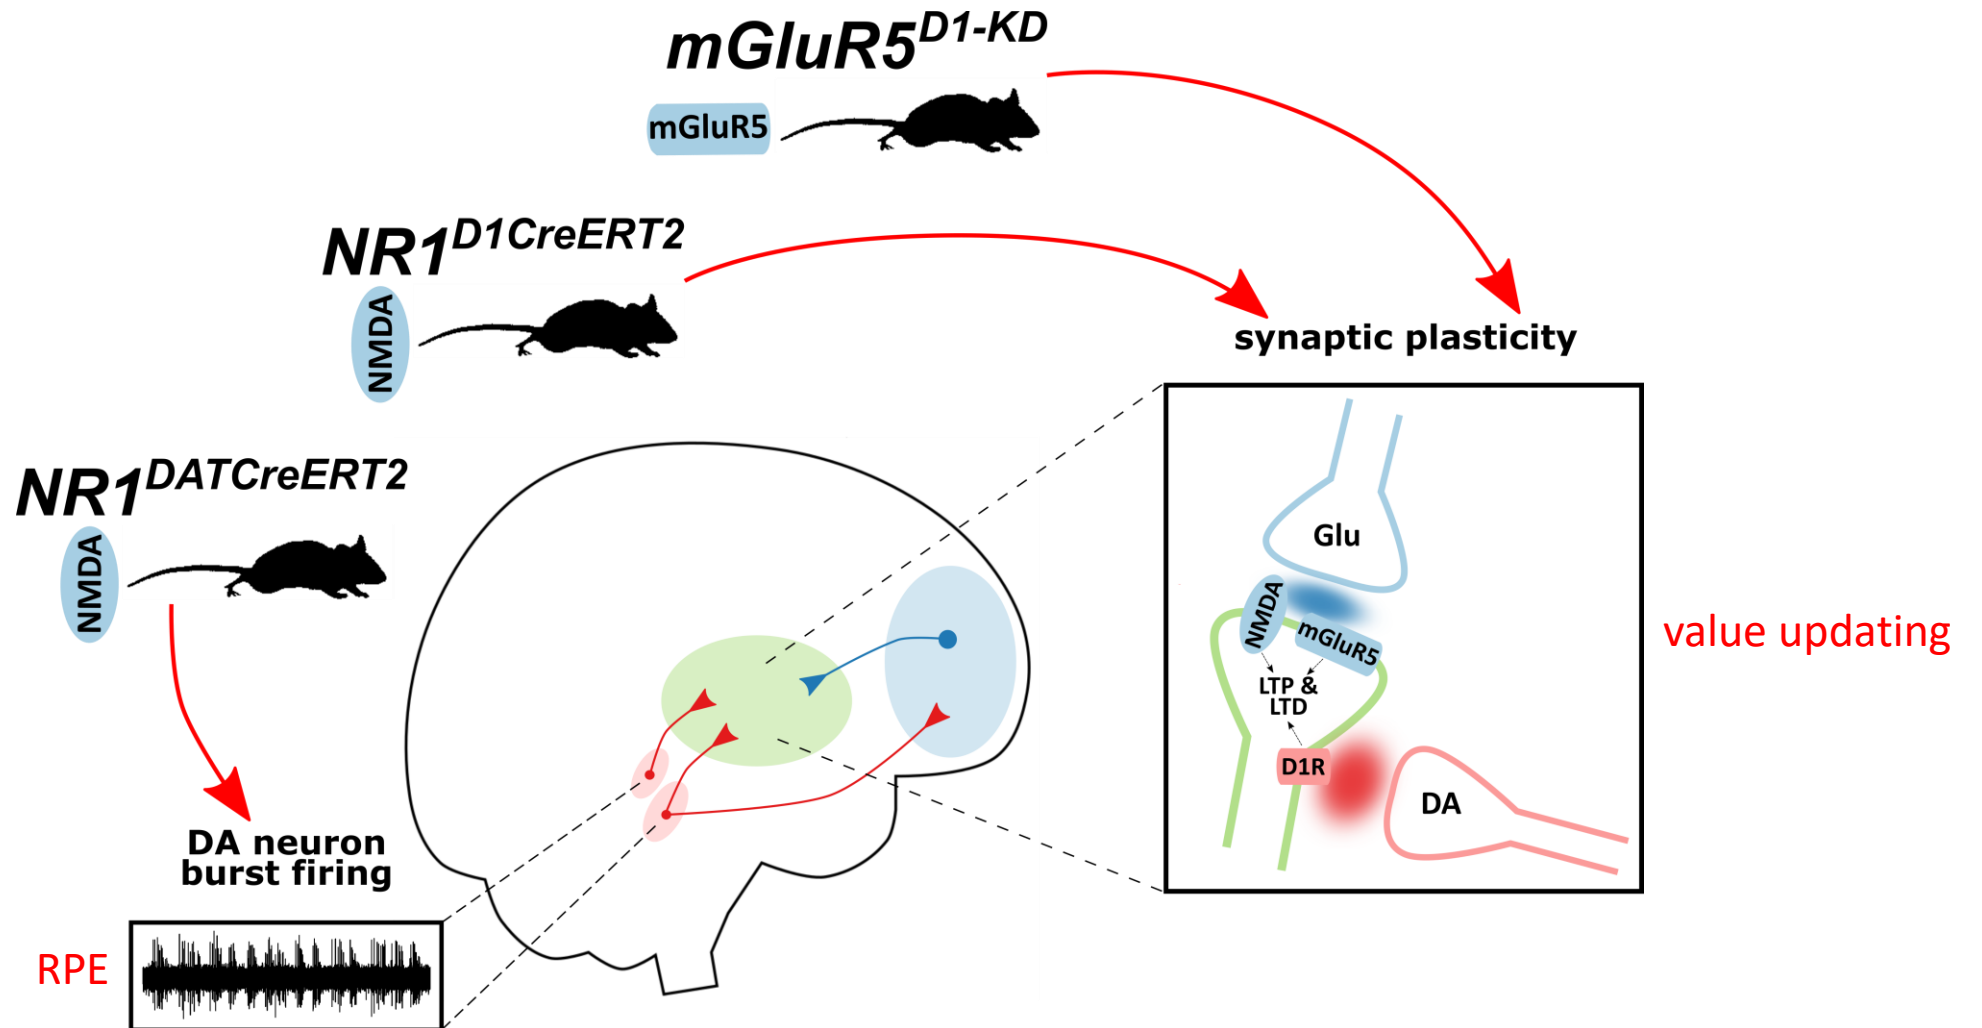 mGluR5D1-KD
mGluR5
NR1D1CreERT2
NMDA
synaptic plasticity
NR1DATCreERT2
NMDA
Glu
NMDA
mGluR5
LTP &
LTD
D1R
DA
value updating
DA neuron
burst firing
RPE